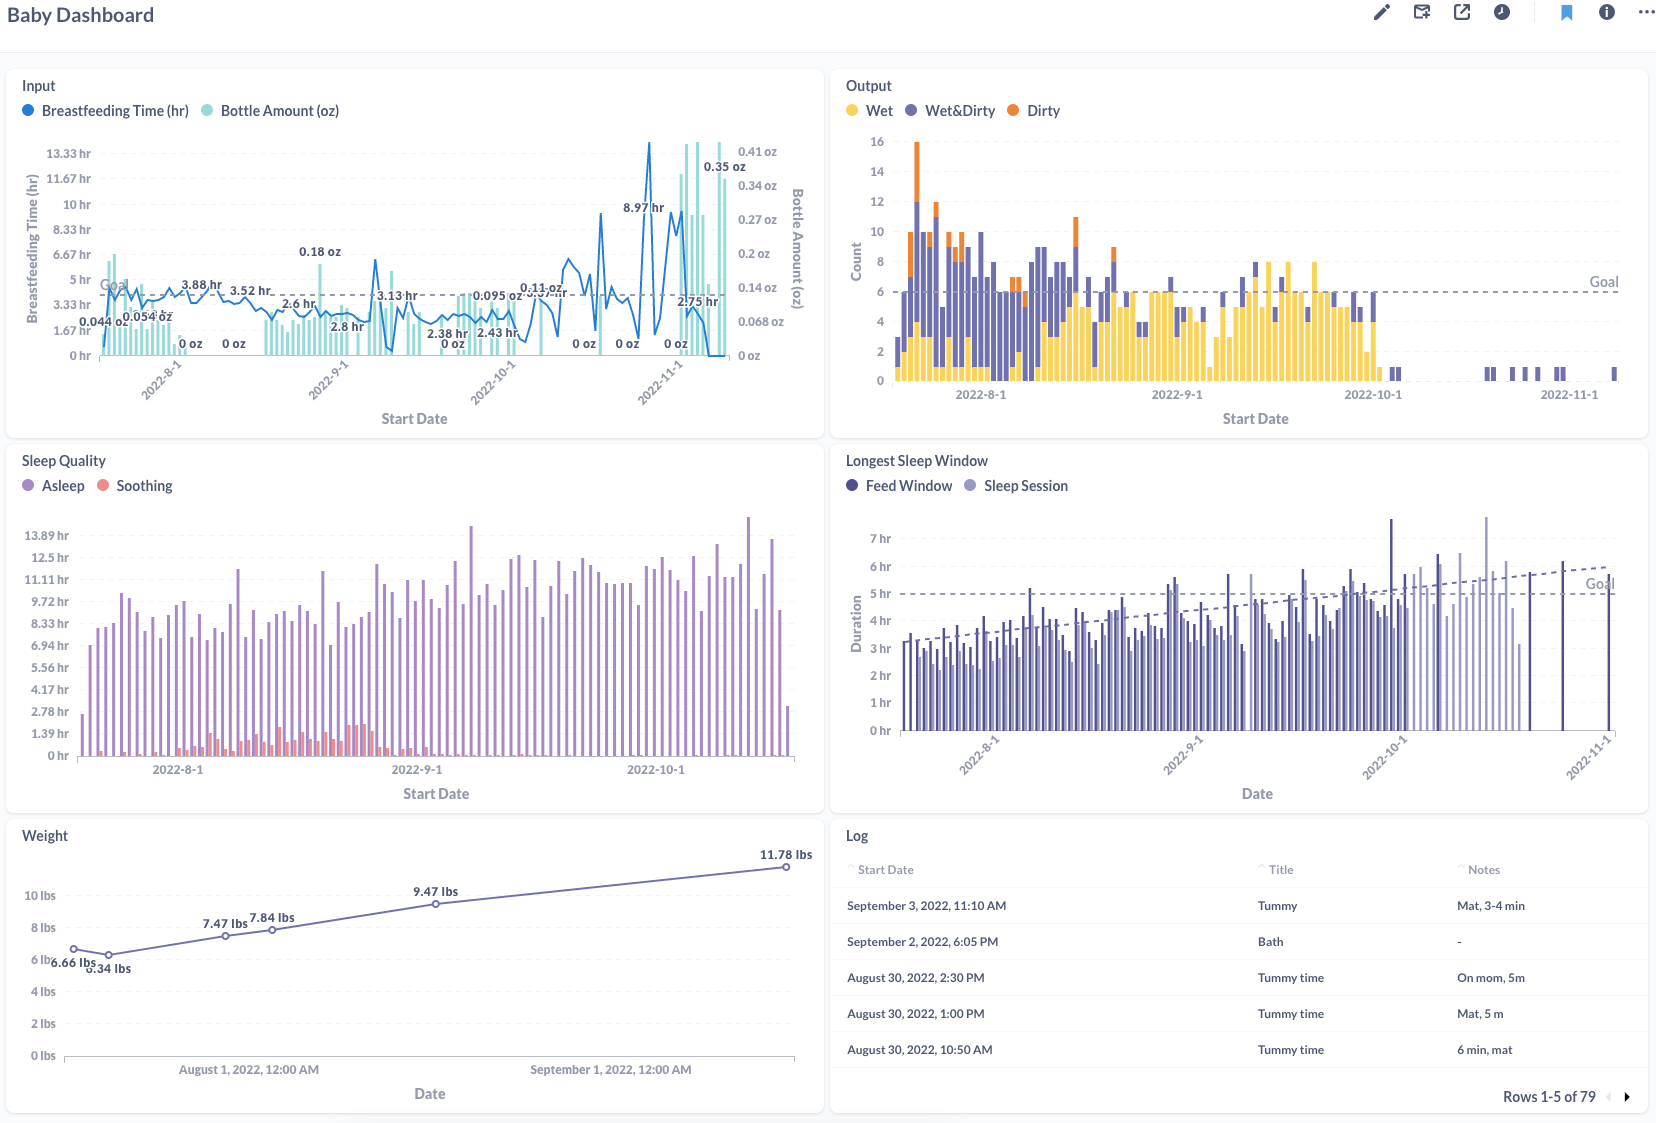 Baby Dashboard
Input
Breastfeeding Time (hr) Bottle Amount (oz)
13.33 hr
11.67 hr
10 hr
8.33 hr
6.67 hr
5 hr
3.33 hr
1.67 hr
0 hr
Breastfeeding Time (hr)
0.41 oz
0.34 oz
0.27 oz
0.2 oz
0.14 oz
0.068 oz
0 oz
Bottle Amount (oz)
Goal
0.044 oz
0.054 oz
3.88 hr
0 oz
3.52 hr
0 oz
2.6 hr
0.18 oz
2.8 hr
3.13 hr
2.38 hr
0 oz
0.095 oz
2.43 hr
0.11 oz
0 oz
0 oz
8.97 hr
0 oz
2.75 hr
0.35 oz
2022-8-1
2022-9-1
2022-10-1
2022-11-1
Start Date
Output
Wet Wet&Dirty Dirty
16
14
12
10
8
6
4
2
0
Count
Goal
2022-8-1
2022-9-1
2022-10-1
2022-11-1
Start Date
Sleep Quality
Asleep Soothing
13.89 hr
12.5 hr
11.11 hr
9.72 hr
8.33 hr
6.94 hr
5.56 hr
4.17 hr
2.78 hr
1.39 hr
0 hr
2022-8-1
2022-9-1
2022-10-1
Start Date
Longest Sleep Window
Feed Window Sleep Session
7 hr
6 hr
5 hr
4 hr
3 hr
2 hr
1 hr
0 hr
Duration
Goal
2022-8-1
2022-9-1
2022-10-1
2022-11-1
Date
Weight
10 lbs
8 lbs
6 lbs
4 lbs
2 lbs
0 lbs
6.66 lbs
6.34 lbs
7.47 lbs
7.84 lbs
9.47 lbs
11.78 lbs
August 1, 2022, 12:00 AM
September 1, 2022, 12:00 AM
Date
Log
Start Date Title Notes
September 3, 2022, 11:10 AM Tummy Mat, 3-4 min
September 2, 2022, 6:05 PM Bath -
August 30, 2022, 2:30 PM Tummy time On mom, 5m
August 30, 2022, 1:00 PM Tummy time Mat, 5 m
August 30, 2022, 10:50 AM Tummy time 6 min, mat
Rows 1-5 of 79